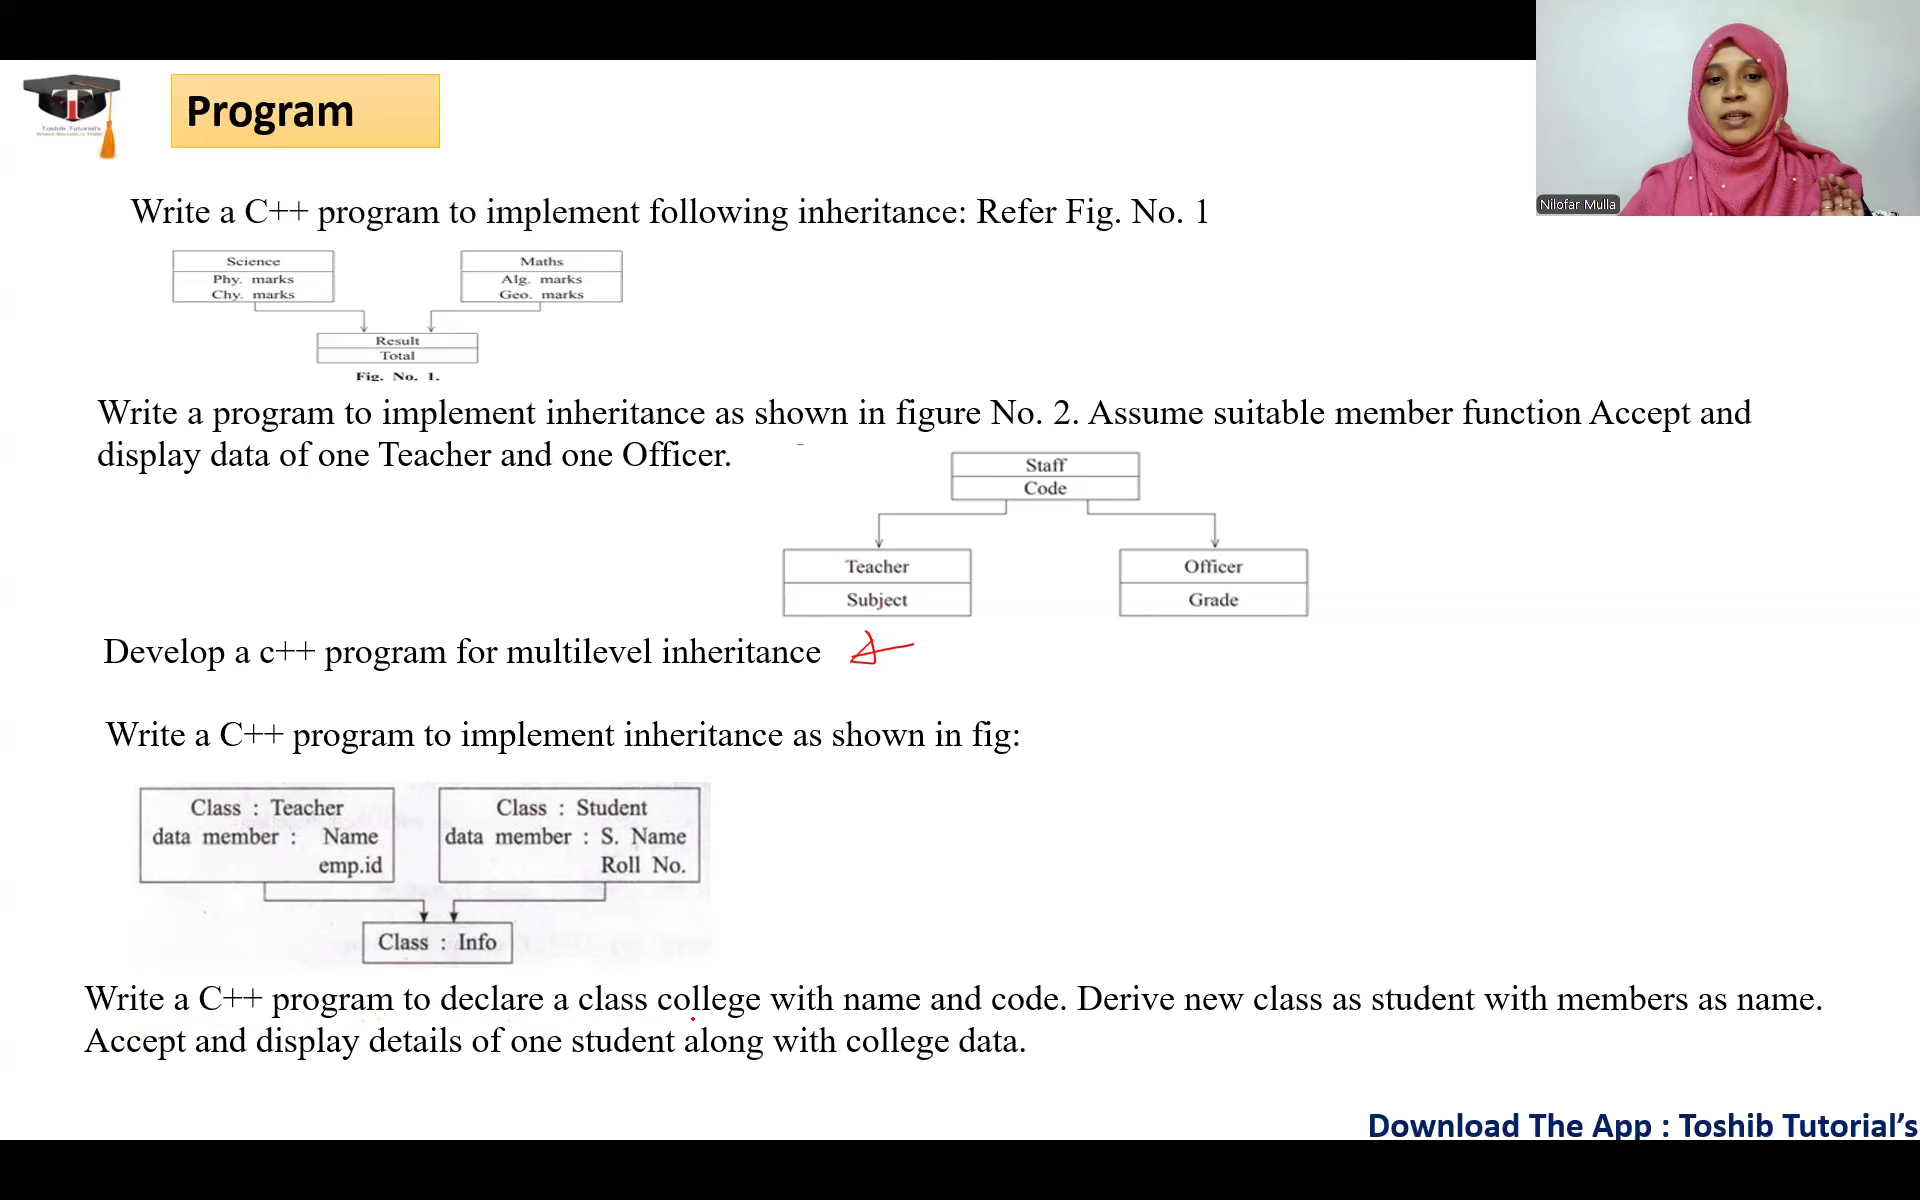 Toshib Tutorial's
Program
Nilofar Mulla
Write a C++ program to implement following inheritance: Refer Fig. No. 1
Science
Phy. marks
Chy. marks
Maths
Alg. marks
Geo. marks
Result
Total
Fig. No. 1.
Write a program to implement inheritance as shown in figure No. 2. Assume suitable member function Accept and
display data of one Teacher and one Officer.
Staff
Code
Teacher
Subject
Officer
Grade
Develop a c++ program for multilevel inheritance
Write a C++ program to implement inheritance as shown in fig:
Class : Teacher
data member : Name
emp.id
Class : Student
data member : S. Name
Roll No.
Class : Info
Write a C++ program to declare a class college with name and code. Derive new class as student with members as name.
Accept and display details of one student along with college data.
Download The App : Toshib Tutorial's